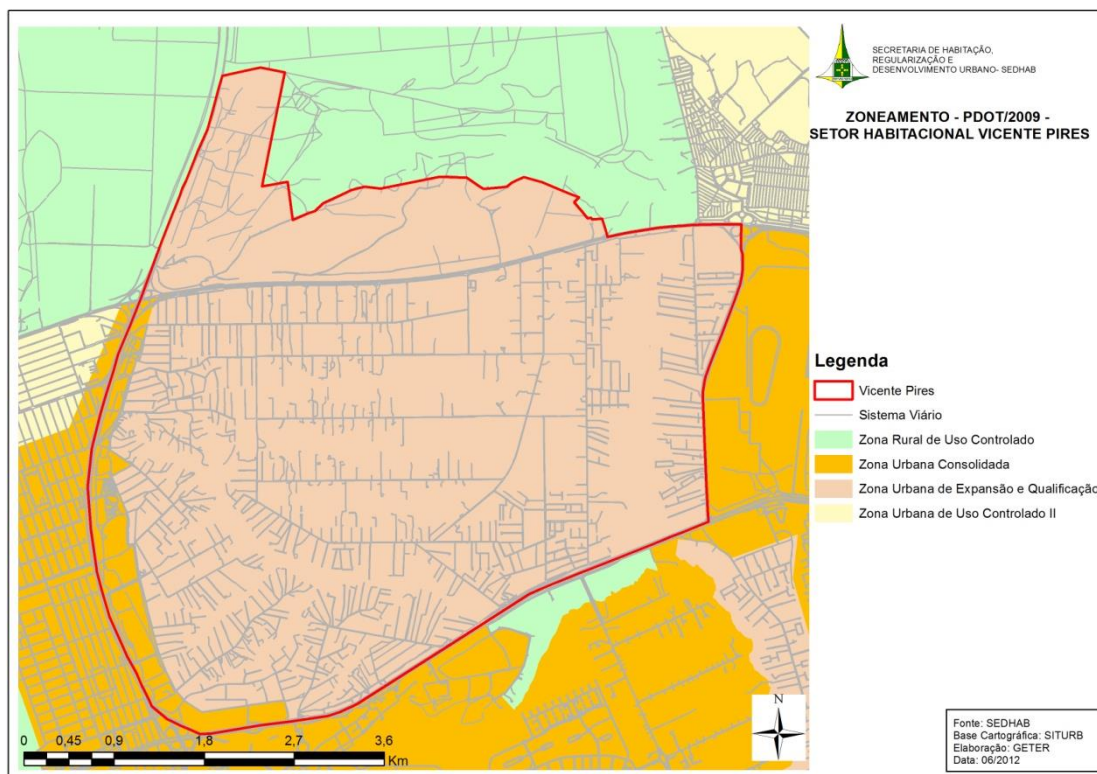 SECRETARIA DE HABITAÇÃO,
REGULARIZAÇÃO E
DESENVOLVIMENTO URBANO- SEDHAB
ZONEAMENTO - PDOT/2009 -
SETOR HABITACIONAL VICENTE PIRES
Legenda
Vicente Pires
Sistema Viário
Zona Rural de Uso Controlado
Zona Urbana Consolidada
Zona Urbana de Expansão e Qualificação
Zona Urbana de Uso Controlado II
N
0 0,45 0,9 1,8 2,7 3,6
Km
Fonte: SEDHAB
Base Cartográfica: SITURB
Elaboração: GETER
Data: 06/2012